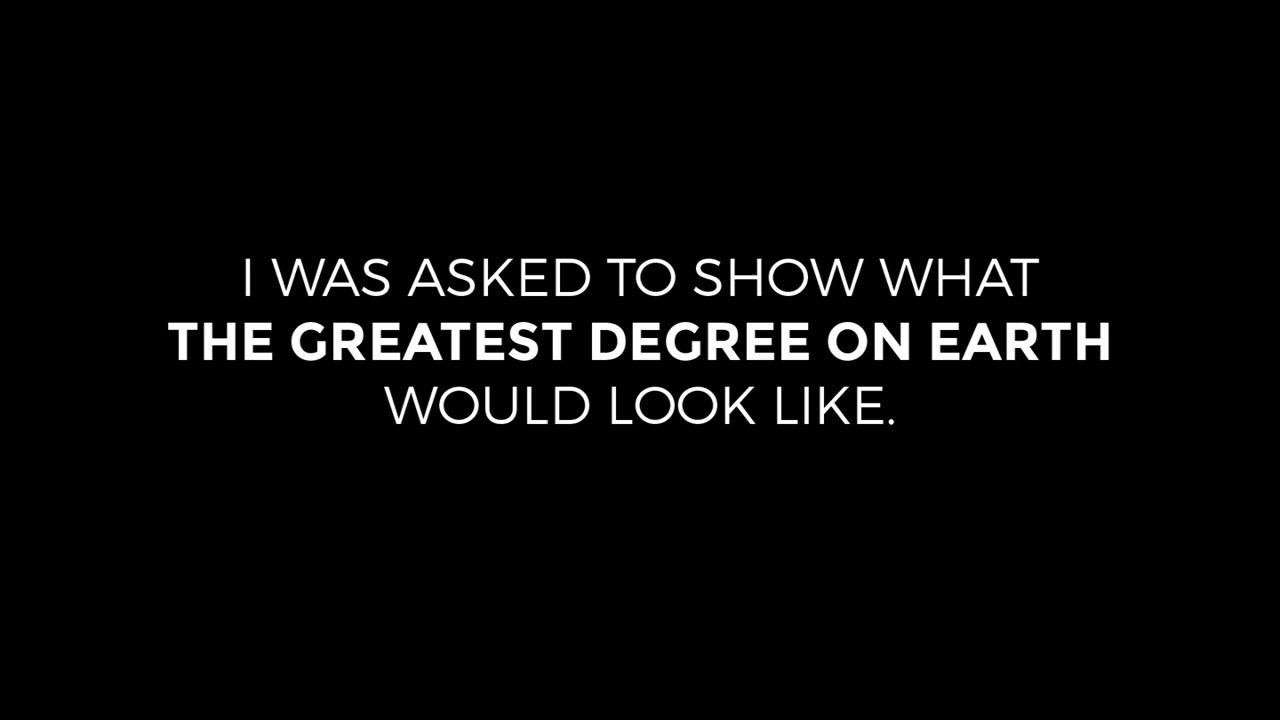 I WAS ASKED TO SHOW WHAT
THE GREATEST DEGREE ON EARTH
WOULD LOOK LIKE.